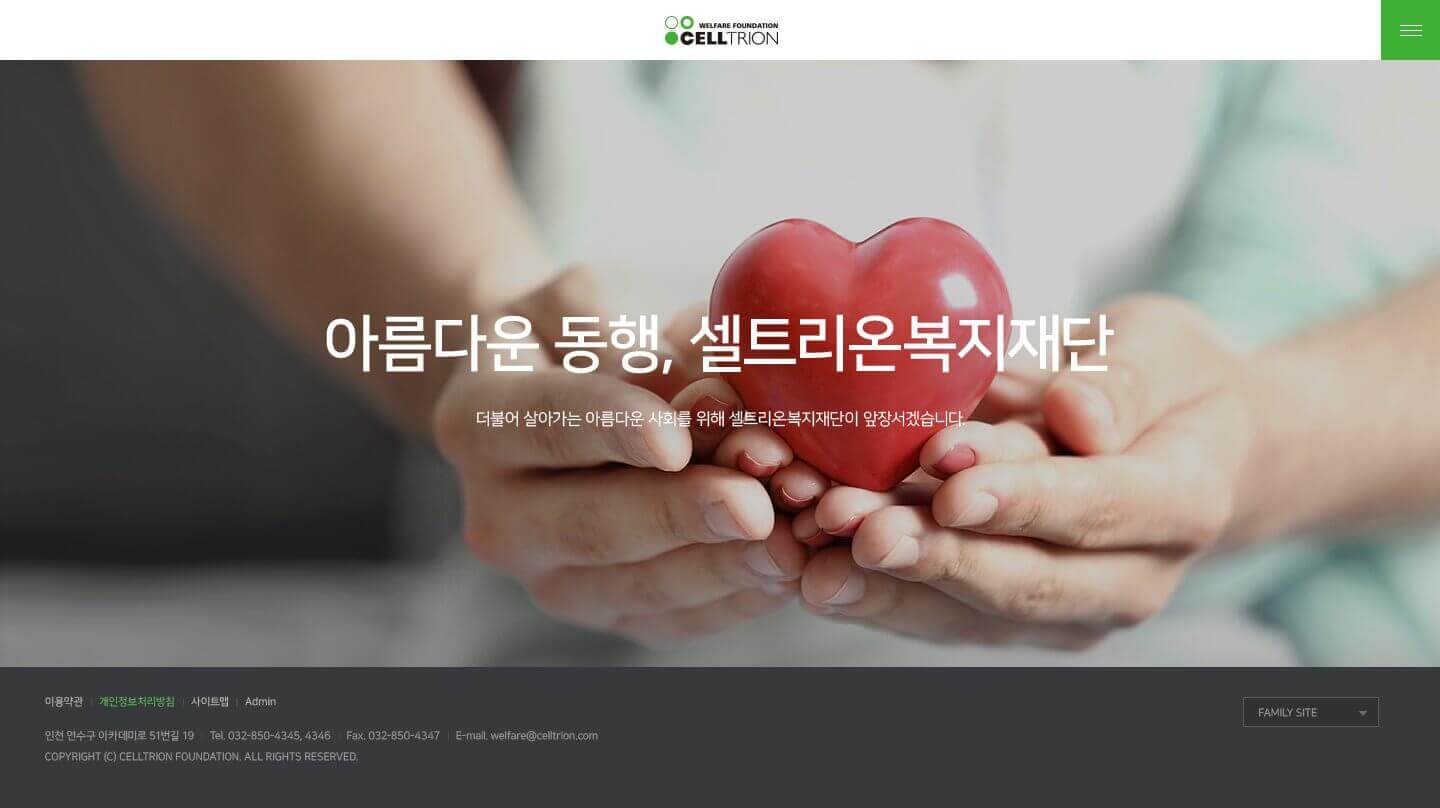 WELFARE FOUNDATION
CELLTRION
아름다운 동행, 셀트리온복지재단
더불어 살아가는 아름다운 사회를 위해 셀트리온복지재단이 앞장서겠습니다.
이용약관 개인정보처리방침 사이트맵 Admin
FAMILY SITE
인천 연수구 아카데미로 51번길 19 Tel. 032-850-4345, 4346 Fax. 032-850-4347 E-mail. welfare@celltrion.com
COPYRIGHT (C) CELLTRION FOUNDATION. ALL RIGHTS RESERVED.